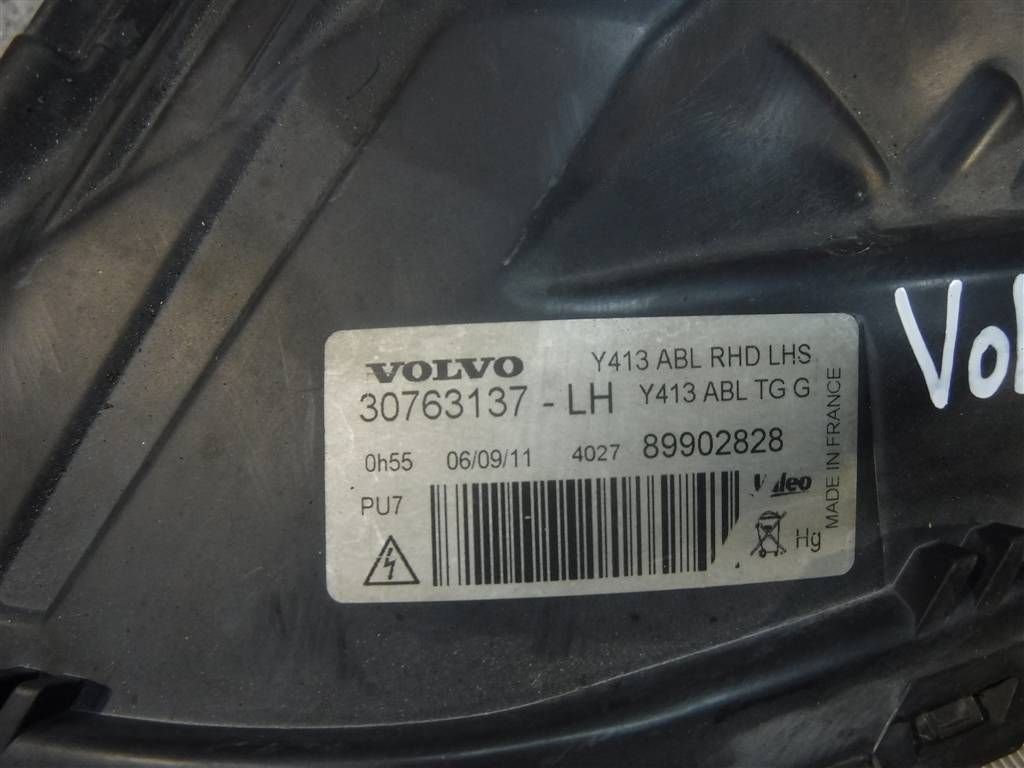 VOLVO Y413 ABL RHD LHS
30763137 - LH Y413 ABL TG G
0h55 06/09/11 4027 89902828
PU7
Valeo
Hg
MADE IN FRANCE